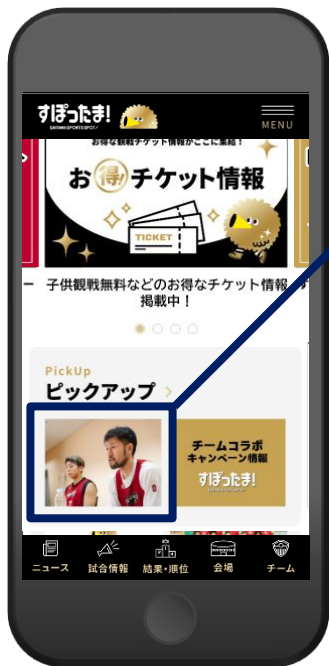 すぽったま!
SAITAMA SPORTS SPOT!
MENU
お得な観戦チケット情報がここに集結!
お得!チケット情報
TICKET
子供観戦無料などのお得なチケット情報
掲載中!
PickUp
ピックアップ >
チームコラボ
キャンペーン情報
すぽったま!
ニュース 試合情報 結果・順位 会場 チーム